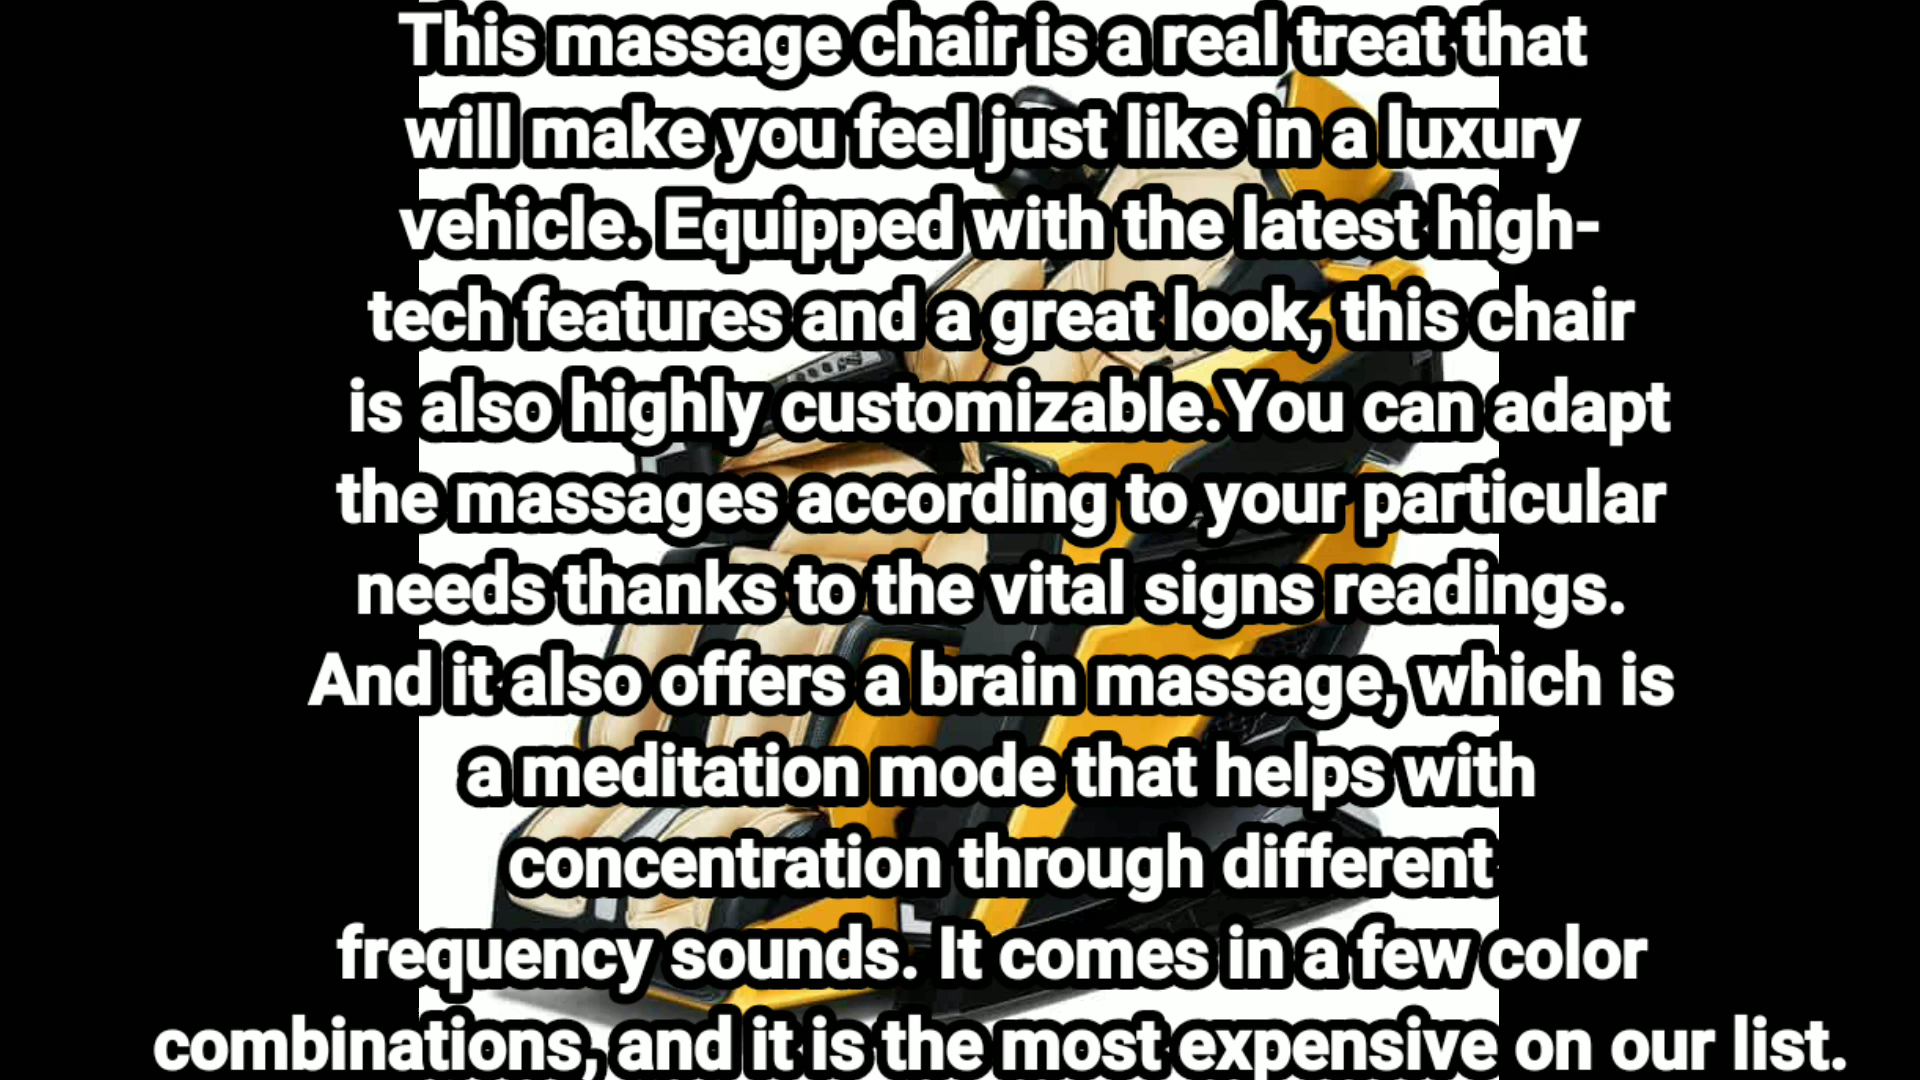 This massage chair is a real treat that
will make you feel just like in a luxury
vehicle. Equipped with the latest high-
tech features and a great look, this chair
is also highly customizable.You can adapt
the massages according to your particular
needs thanks to the vital signs readings.
And it also offers a brain massage, which is
a meditation mode that helps with
concentration through different
frequency sounds. It comes in a few color
combinations, and it is the most expensive on our list.